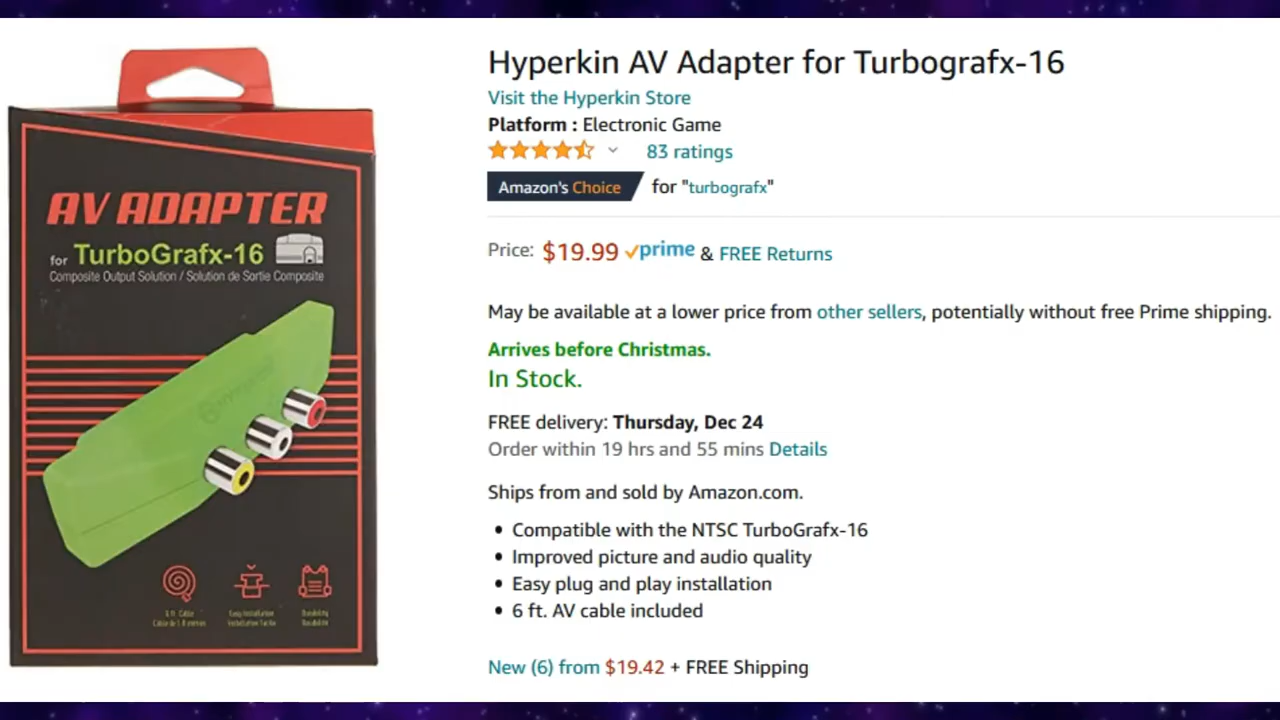 AV ADAPTER
for TurboGrafx-16
Composite Output Solution / Solution de Sortie Composite
Hyperkin AV Adapter for Turbografx-16
Visit the Hyperkin Store
Platform : Electronic Game
83 ratings
Amazon's Choice for "turbografx"
Price: $19.99 prime & FREE Returns
May be available at a lower price from other sellers, potentially without free Prime shipping.
Arrives before Christmas.
In Stock.
FREE delivery: Thursday, Dec 24
Order within 19 hrs and 55 mins Details
Ships from and sold by Amazon.com.
• Compatible with the NTSC TurboGrafx-16
• Improved picture and audio quality
• Easy plug and play installation
• 6 ft. AV cable included
New (6) from $19.42 + FREE Shipping